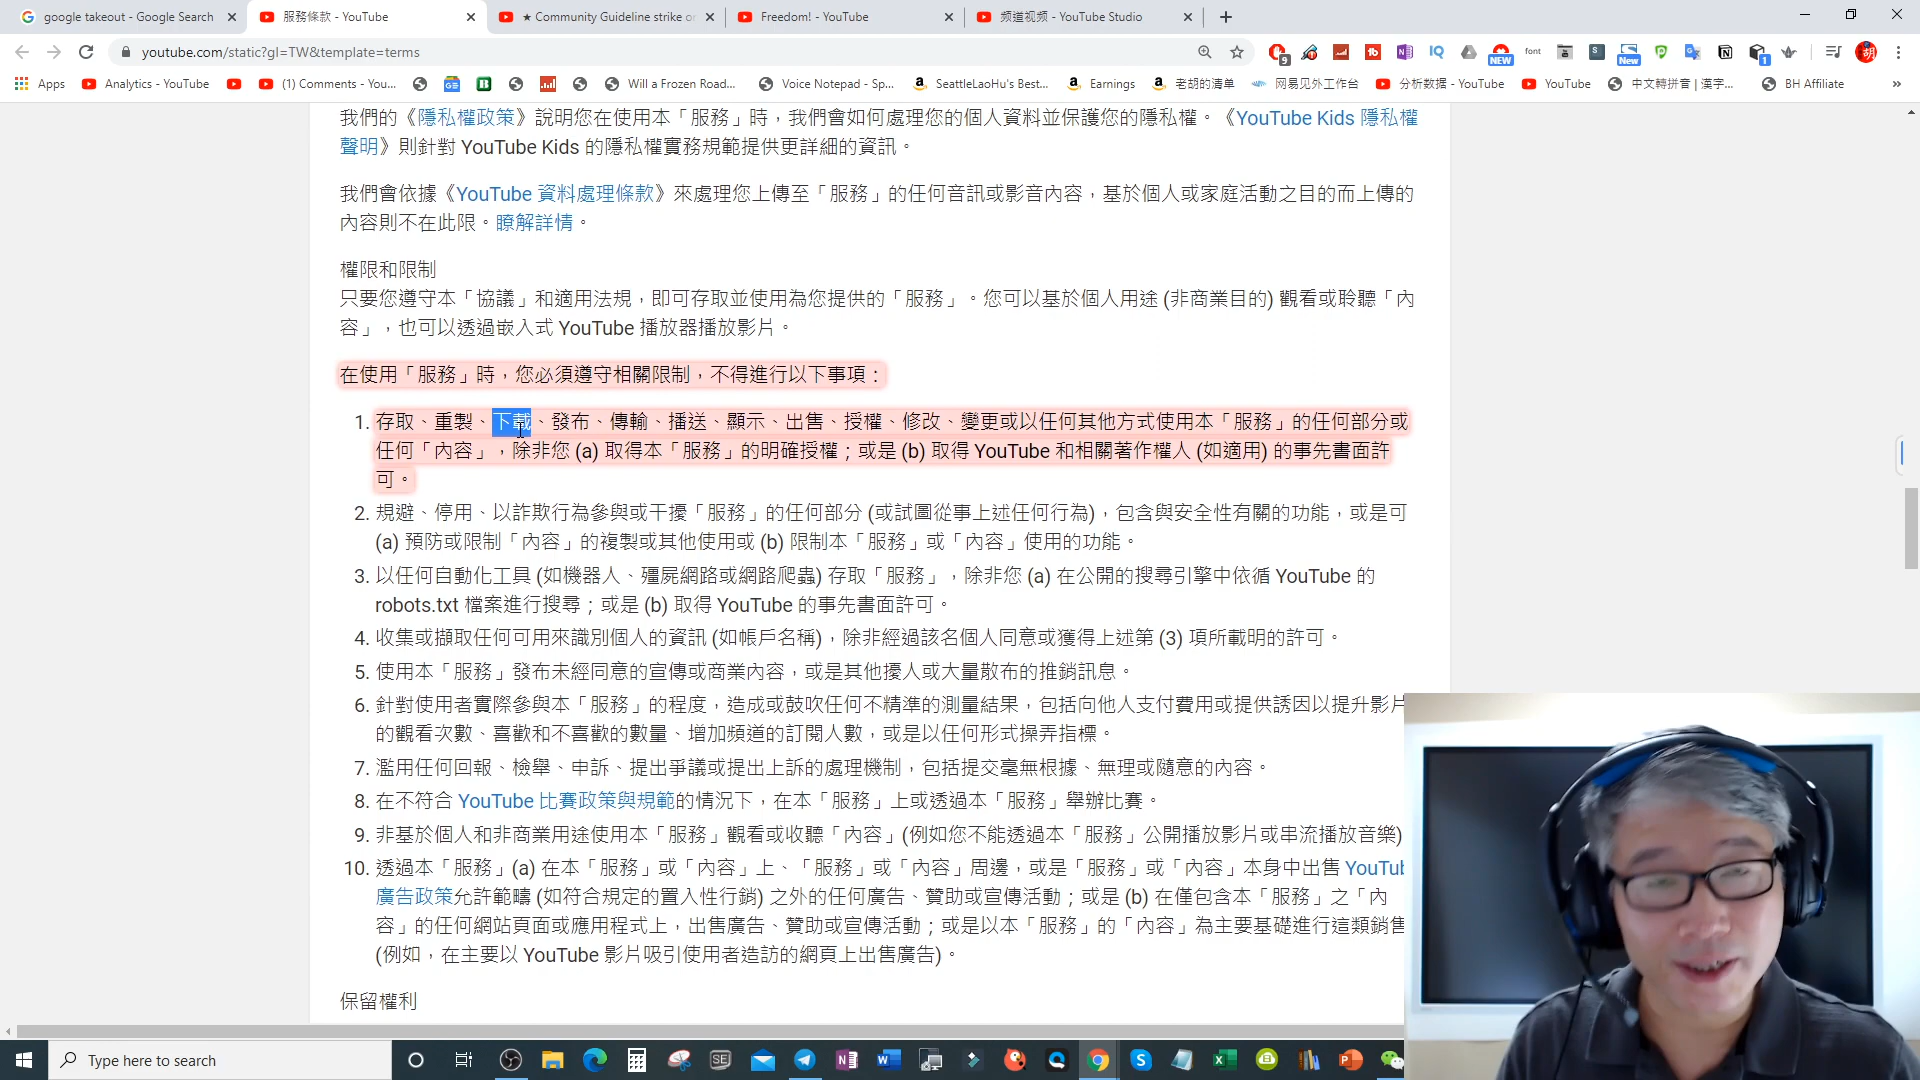 google takeout - Google Search
服務條款 - YouTube
★ Community Guideline strike or
Freedom! - YouTube
频道视频 - YouTube Studio
youtube.com/static?gl=TW&template=terms
9
NEW
font
New
1
胡
Apps
Analytics - YouTube
(1) Comments - You...
Will a Frozen Road...
Voice Notepad - Sp...
SeattleLaoHu's Best...
Earnings
老胡的清单
网易见外工作台
分析数据 - YouTube
YouTube
中文轉拼音 | 漢字...
BH Affiliate
我們的《隱私權政策》說明您在使用本「服務」時，我們會如何處理您的個人資料並保護您的隱私權。《YouTube Kids 隱私權
聲明》則針對 YouTube Kids 的隱私權實務規範提供更詳細的資訊。
我們會依據《YouTube 資料處理條款》來處理您上傳至「服務」的任何音訊或影音內容，基於個人或家庭活動之目的而上傳的
內容則不在此限。瞭解詳情。
權限和限制
只要您遵守本「協議」和適用法規，即可存取並使用為您提供的「服務」。您可以基於個人用途 (非商業目的) 觀看或聆聽「內
容」，也可以透過嵌入式 YouTube 播放器播放影片。
在使用「服務」時，您必須遵守相關限制，不得進行以下事項：
1. 存取、重製、下載、發布、傳輸、播送、顯示、出售、授權、修改、變更或以任何其他方式使用本「服務」的任何部分或
任何「內容」，除非您 (a) 取得本「服務」的明確授權；或是 (b) 取得 YouTube 和相關著作權人 (如適用) 的事先書面許
可。
2. 規避、停用、以詐欺行為參與或干擾「服務」的任何部分 (或試圖從事上述任何行為)，包含與安全性有關的功能，或是可
(a) 預防或限制「內容」的複製或其他使用或 (b) 限制本「服務」或「內容」使用的功能。
3. 以任何自動化工具 (如機器人、殭屍網路或網路爬蟲) 存取「服務」，除非您 (a) 在公開的搜尋引擎中依循 YouTube 的
robots.txt 檔案進行搜尋；或是 (b) 取得 YouTube 的事先書面許可。
4. 收集或擷取任何可用來識別個人的資訊 (如帳戶名稱)，除非經過該名個人同意或獲得上述第 (3) 項所載明的許可。
5. 使用本「服務」發布未經同意的宣傳或商業內容，或是其他擾人或大量散布的推銷訊息。
6. 針對使用者實際參與本「服務」的程度，造成或鼓吹任何不精準的測量結果，包括向他人支付費用或提供誘因以提升影片
的觀看次數、喜歡和不喜歡的數量、增加頻道的訂閱人數，或是以任何形式操弄指標。
7. 濫用任何回報、檢舉、申訴、提出爭議或提出上訴的處理機制，包括提交毫無根據、無理或隨意的內容。
8. 在不符合 YouTube 比賽政策與規範的情況下，在本「服務」上或透過本「服務」舉辦比賽。
9. 非基於個人和非商業用途使用本「服務」觀看或收聽「內容」(例如您不能透過本「服務」公開播放影片或串流播放音樂)
10. 透過本「服務」(a) 在本「服務」或「內容」上、「服務」或「內容」周邊，或是「服務」或「內容」本身中出售 YouTub
廣告政策允許範疇 (如符合規定的置入性行銷) 之外的任何廣告、贊助或宣傳活動；或是 (b) 在僅包含本「服務」之「內
容」的任何網站頁面或應用程式上，出售廣告、贊助或宣傳活動；或是以本「服務」的「內容」為主要基礎進行這類銷售
(例如，在主要以 YouTube 影片吸引使用者造訪的網頁上出售廣告)。
保留權利
Type here to search